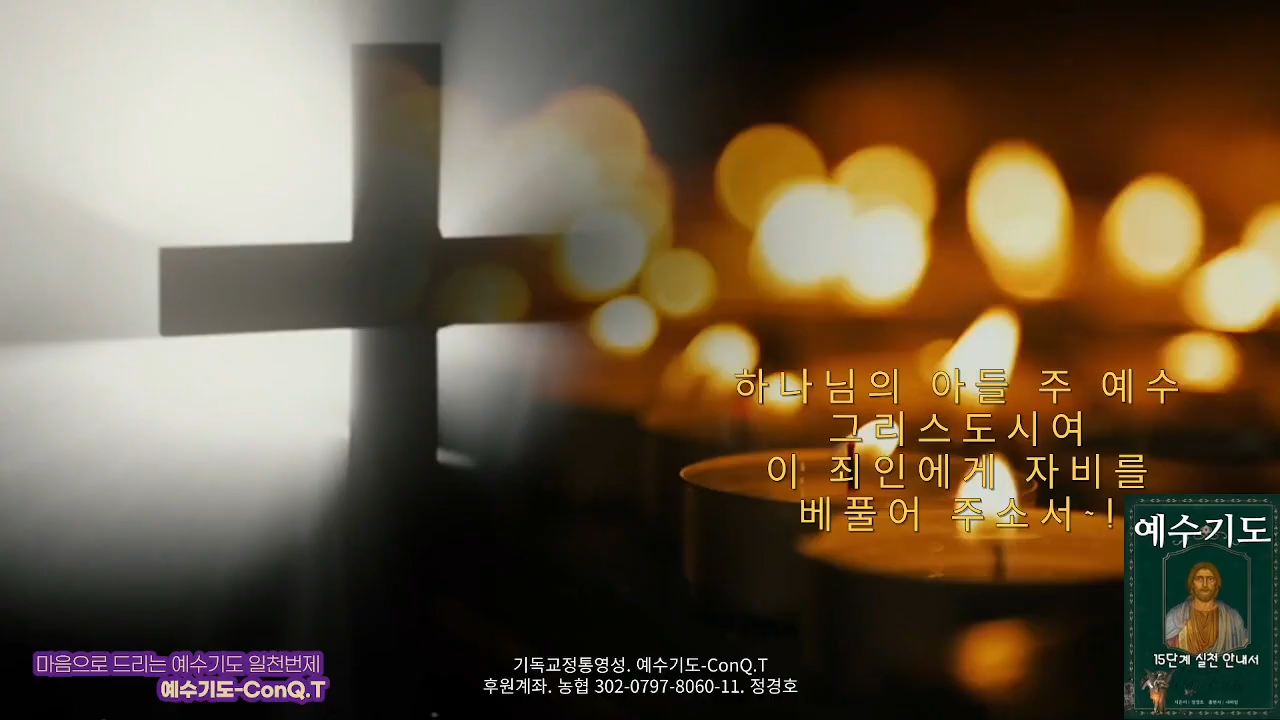 하나님의 아들 주 예수
그리스도시여
이 죄인에게 자비를
베풀어 주소서~!
예수기도
15단계 실천 안내서
마음으로 드리는 예수기도 일천번제
예수기도-ConQ.T
기독교정통영성. 예수기도-ConQ.T
후원계좌. 농협 302-0797-8060-11. 정경호